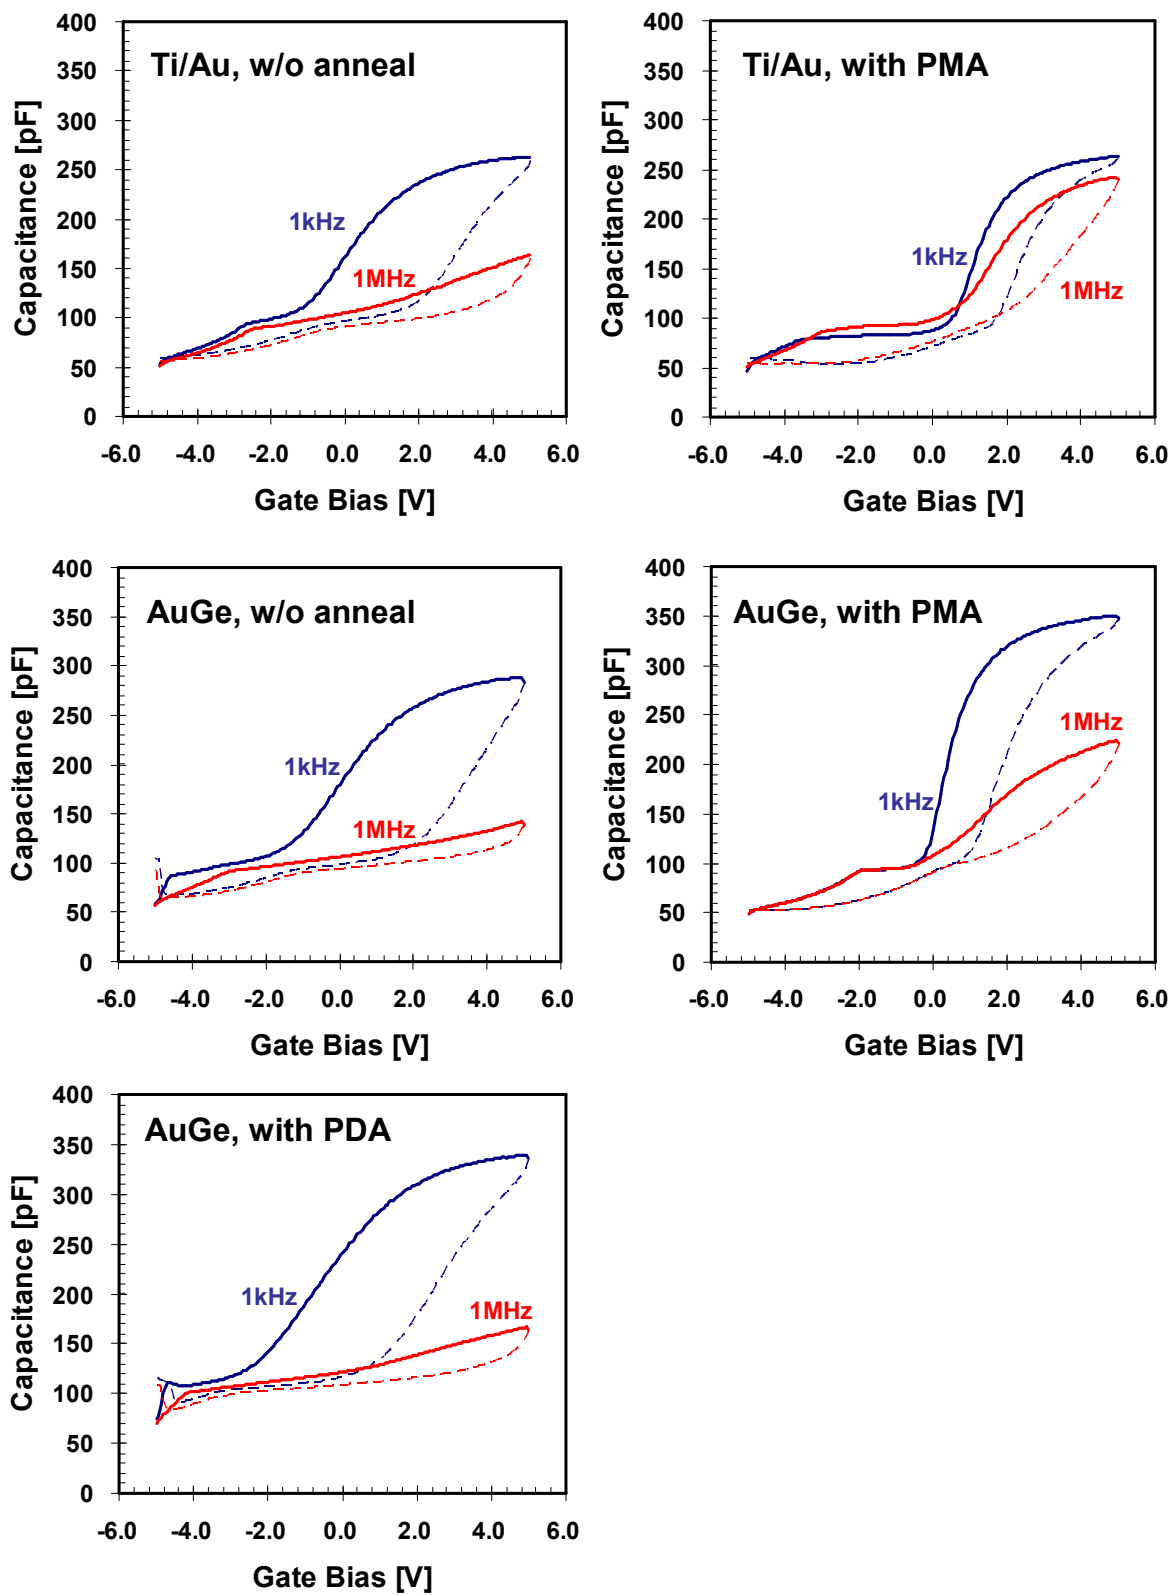 Ti/Au, w/o anneal
Capacitance [pF]
400
350
300
250
200
150
100
50
0
1kHz
1MHz
-6.0 -4.0 -2.0 0.0 2.0 4.0 6.0
Gate Bias [V]
Ti/Au, with PMA
Capacitance [pF]
400
350
300
250
200
150
100
50
0
1kHz
1MHz
-6.0 -4.0 -2.0 0.0 2.0 4.0 6.0
Gate Bias [V]
AuGe, w/o anneal
Capacitance [pF]
400
350
300
250
200
150
100
50
0
1kHz
1MHz
-6.0 -4.0 -2.0 0.0 2.0 4.0 6.0
Gate Bias [V]
AuGe, with PMA
Capacitance [pF]
400
350
300
250
200
150
100
50
0
1MHz
1kHz
-6.0 -4.0 -2.0 0.0 2.0 4.0 6.0
Gate Bias [V]
AuGe, with PDA
Capacitance [pF]
400
350
300
250
200
150
100
50
0
1kHz
1MHz
-6.0 -4.0 -2.0 0.0 2.0 4.0 6.0
Gate Bias [V]